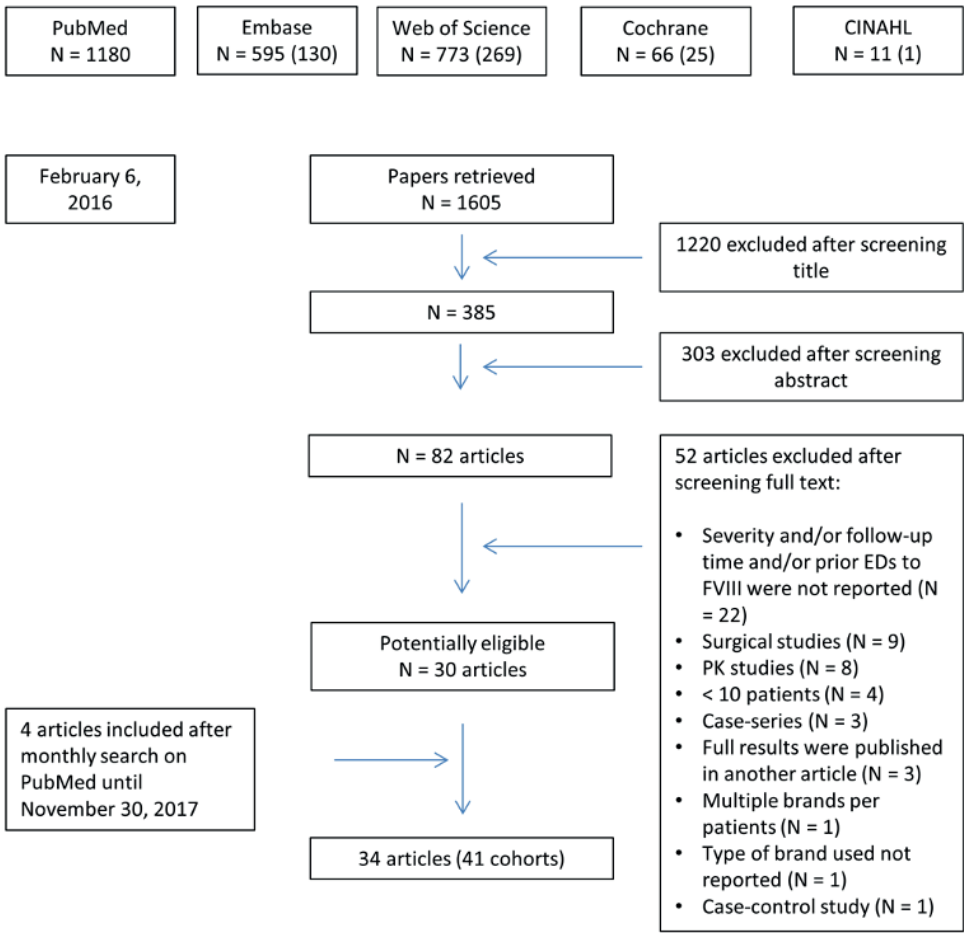 PubMed
N = 1180
Embase
N = 595 (130)
Web of Science
N = 773 (269)
Cochrane
N = 66 (25)
CINAHL
N = 11 (1)
February 6,
2016
Papers retrieved
N = 1605
1220 excluded after screening
title
N = 385
303 excluded after screening
abstract
N = 82 articles
52 articles excluded after
screening full text:
• Severity and/or follow-up
time and/or prior EDs to
FVIII were not reported (N
= 22)
• Surgical studies (N = 9)
• PK studies (N = 8)
• < 10 patients (N = 4)
• Case-series (N = 3)
• Full results were published
in another article (N = 3)
• Multiple brands per
patients (N = 1)
• Type of brand used not
reported (N = 1)
• Case-control study (N = 1)
Potentially eligible
N = 30 articles
4 articles included after
monthly search on
PubMed until
November 30, 2017
34 articles (41 cohorts)